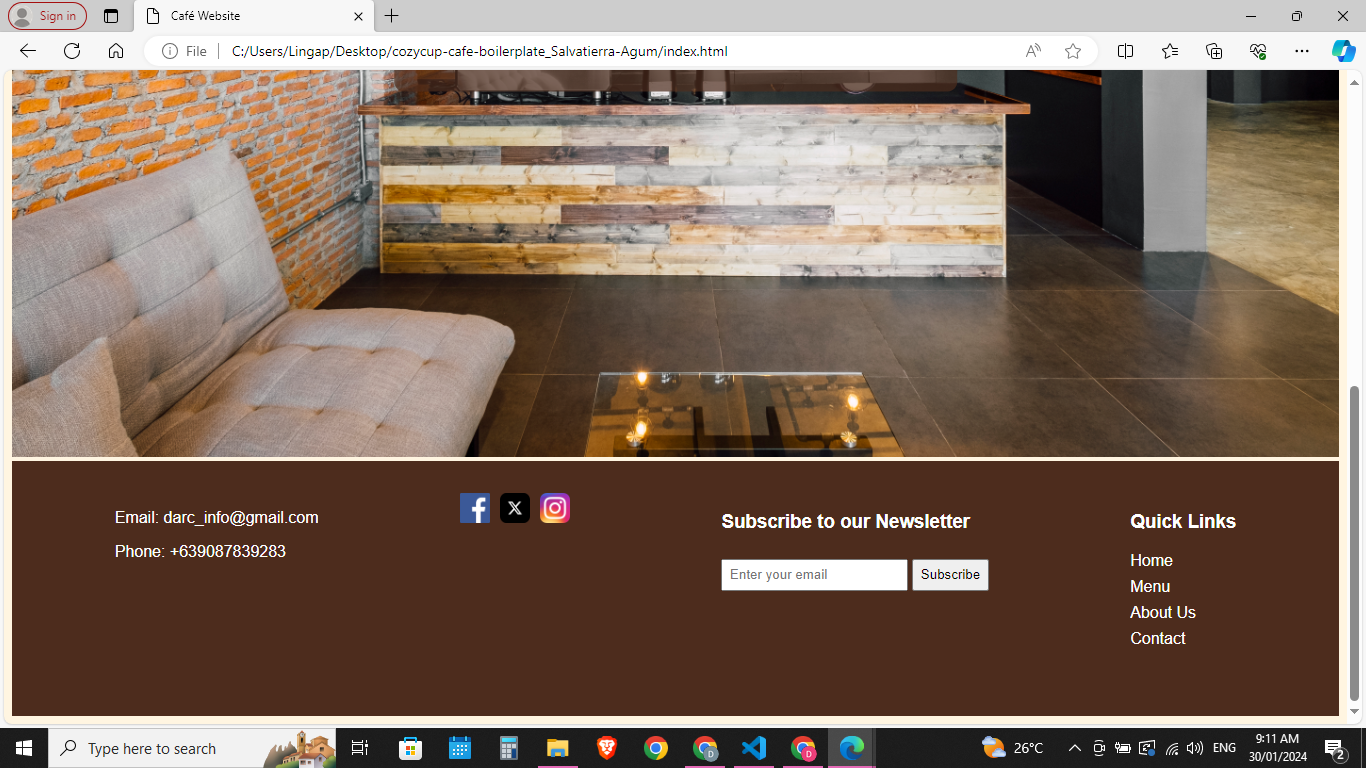 Sign in
Café Website
File
C:/Users/Lingap/Desktop/cozycup-cafe-boilerplate_Salvatierra-Agum/index.html
Email: darc_info@gmail.com
Phone: +639087839283
f
X
Subscribe to our Newsletter
Enter your email
Subscribe
Quick Links
Home
Menu
About Us
Contact
Type here to search
D
D
26°C
ENG
9:11 AM
30/01/2024
2